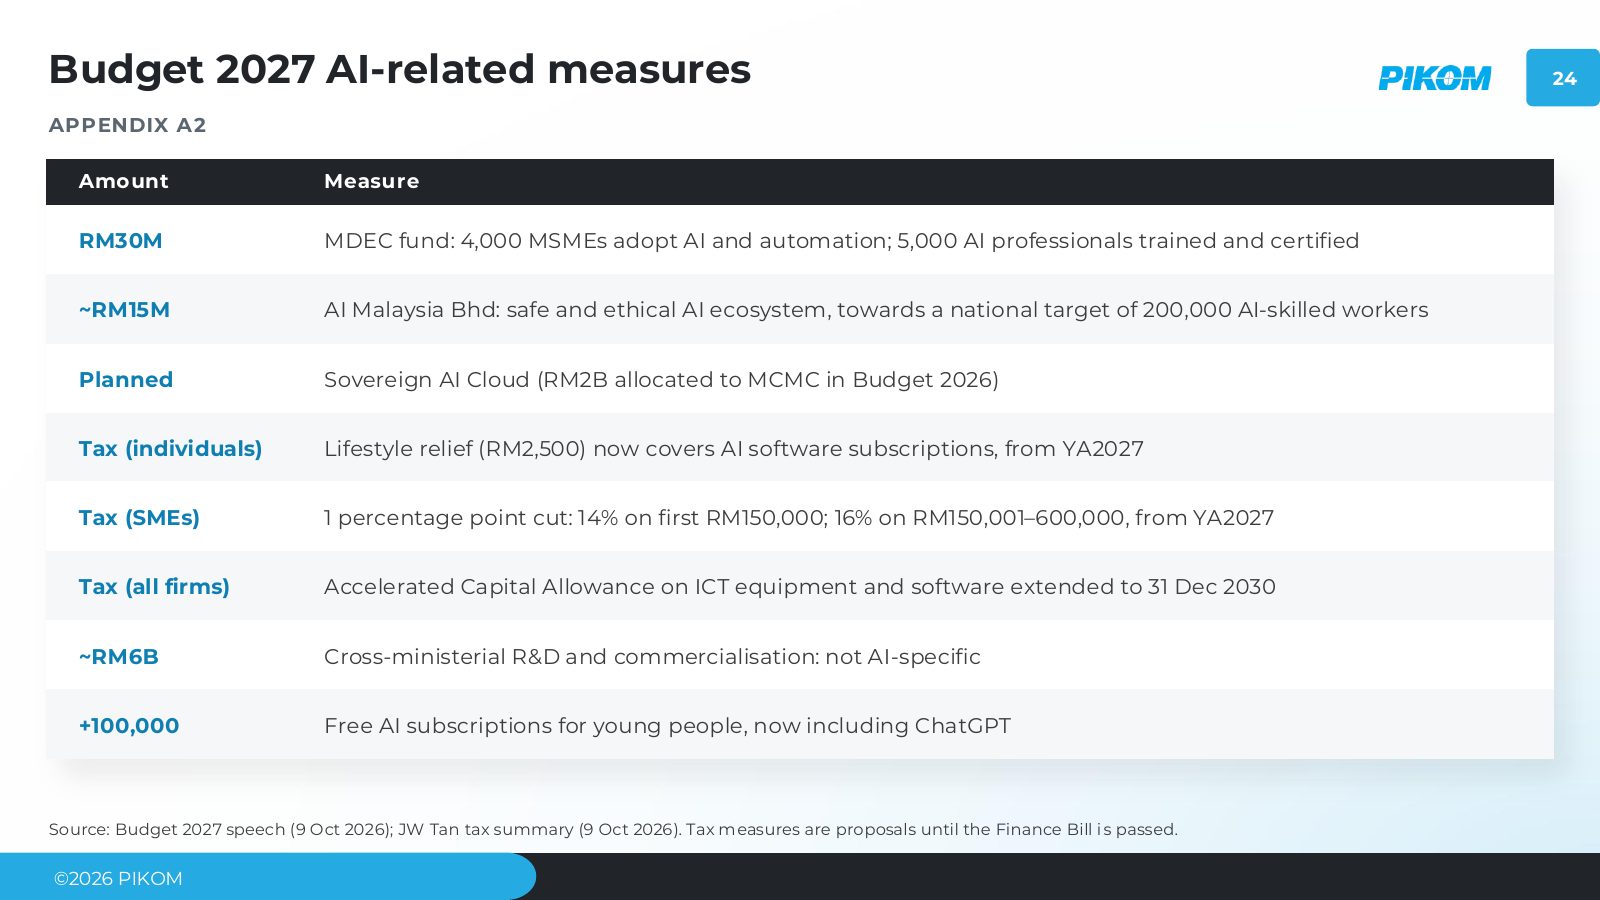 Budget 2027 AI-related measures
PIKOM
24
APPENDIX A2
Amount Measure
RM30M MDEC fund: 4,000 MSMEs adopt AI and automation; 5,000 AI professionals trained and certified
~RM15M AI Malaysia Bhd: safe and ethical AI ecosystem, towards a national target of 200,000 AI-skilled workers
Planned Sovereign AI Cloud (RM2B allocated to MCMC in Budget 2026)
Tax (individuals) Lifestyle relief (RM2,500) now covers AI software subscriptions, from YA2027
Tax (SMEs) 1 percentage point cut: 14% on first RM150,000; 16% on RM150,001–600,000, from YA2027
Tax (all firms) Accelerated Capital Allowance on ICT equipment and software extended to 31 Dec 2030
~RM6B Cross-ministerial R&D and commercialisation: not AI-specific
+100,000 Free AI subscriptions for young people, now including ChatGPT
Source: Budget 2027 speech (9 Oct 2026); JW Tan tax summary (9 Oct 2026). Tax measures are proposals until the Finance Bill is passed.
©2026 PIKOM